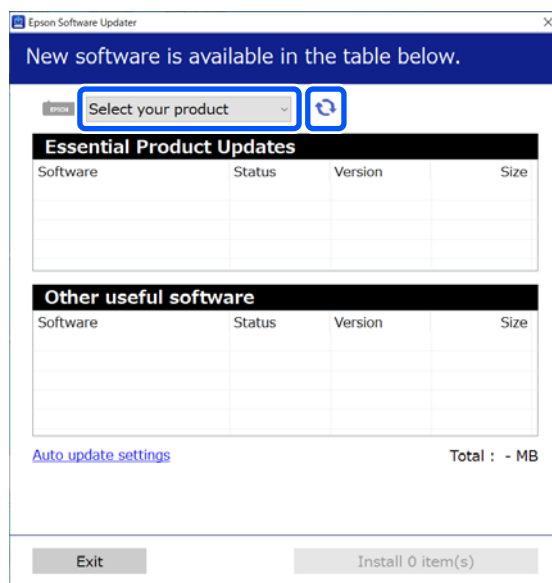 Epson Software Updater
New software is available in the table below.
EPSON Select your product
Essential Product Updates
Software Status Version Size
Other useful software
Software Status Version Size
Auto update settings Total : - MB
Exit Install 0 item(s)